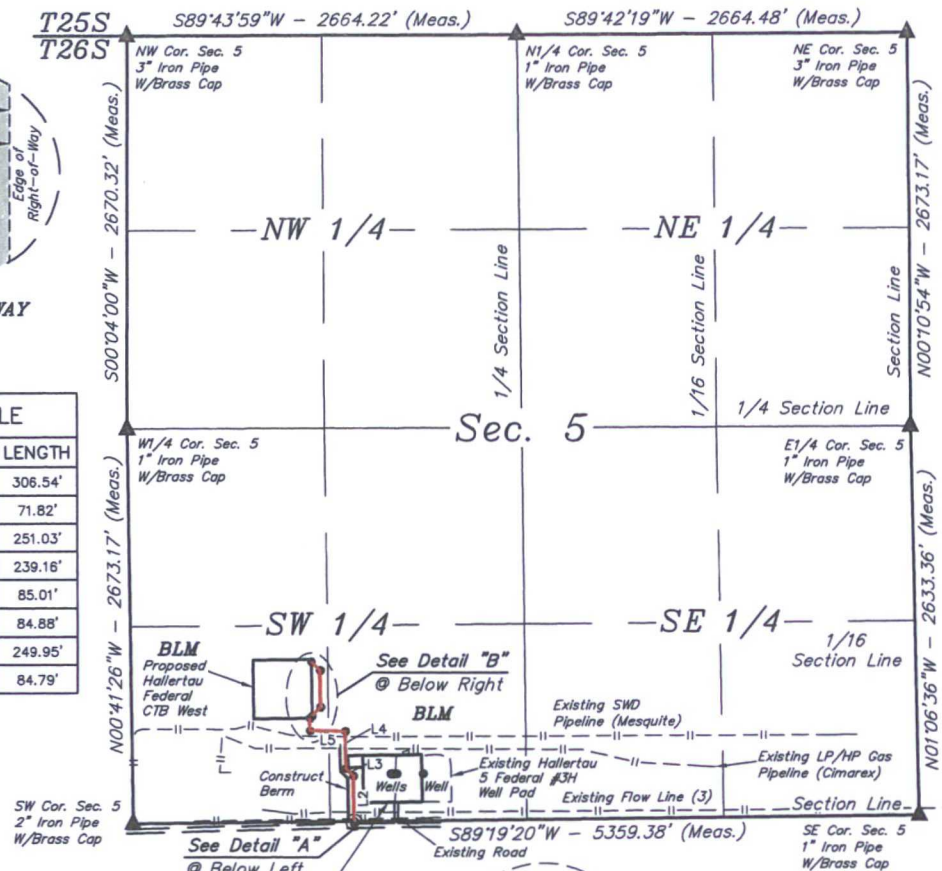 T25S
T26S
S89°43'59"W - 2664.22' (Meas.)
S89°42'19"W - 2664.48' (Meas.)
NW Cor. Sec. 5
3" Iron Pipe
W/Brass Cap
N1/4 Cor. Sec. 5
1" Iron Pipe
W/Brass Cap
NE Cor. Sec. 5
3" Iron Pipe
W/Brass Cap
Edge of
Right-of-Way
WAY
S00°04'00"W - 2670.32' (Meas.)
NW 1/4
NE 1/4
1/4 Section Line
1/16 Section Line
Section Line
N00°10'54"W - 2673.17' (Meas.)
1/4 Section Line
Sec. 5
LE
LENGTH
306.54'
71.82'
251.03'
239.16'
85.01'
84.88'
249.95'
84.79'
W1/4 Cor. Sec. 5
1" Iron Pipe
W/Brass Cap
E1/4 Cor. Sec. 5
1" Iron Pipe
W/Brass Cap
N00°41'26"W - 2673.17' (Meas.)
N01°06'36"W - 2633.36' (Meas.)
SW 1/4
SE 1/4
1/16
Section Line
BLM
Proposed
Hallertau
Federal
CTB West
See Detail "B"
@ Below Right
BLM
Existing SWD
Pipeline (Mesquite)
L4
L5
L3
L2
Construct
Berm
Wells
Well
Existing Hallertau
5 Federal #3H
Well Pad
Existing LP/HP Gas
Pipeline (Cimarex)
Existing Flow Line (3)
Section Line
SW Cor. Sec. 5
2" Iron Pipe
W/Brass Cap
See Detail "A"
@ Below Left
S89°19'20"W - 5359.38' (Meas.)
Existing Road
SE Cor. Sec. 5
1" Iron Pipe
W/Brass Cap